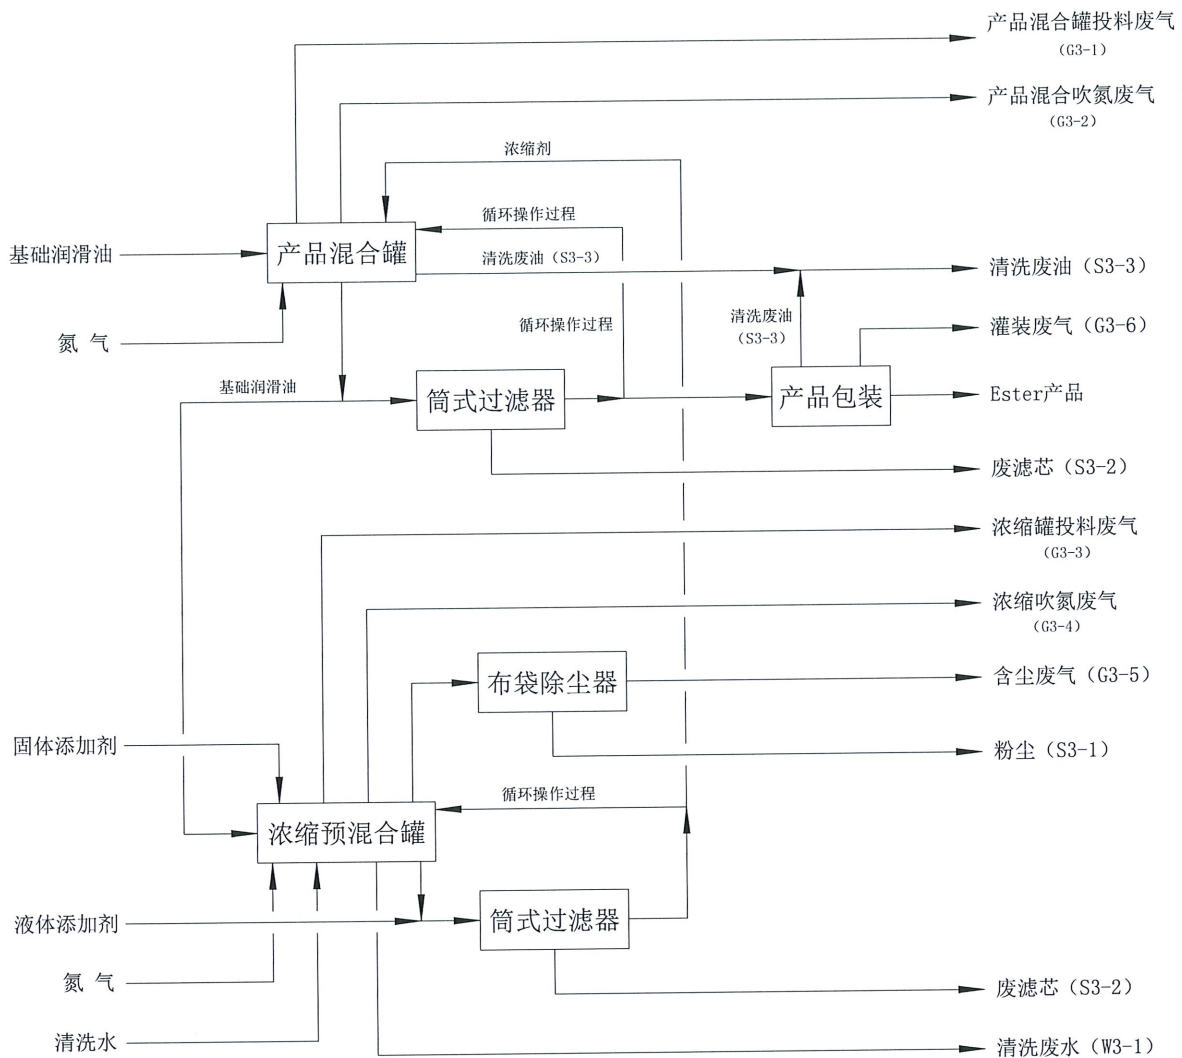 产品混合罐投料废气
(G3-1)
产品混合吹氮废气
(G3-2)
浓缩剂
循环操作过程
基础润滑油
产品混合罐
清洗废油(S3-3)
清洗废油(S3-3)
氮 气
循环操作过程
清洗废油
(S3-3)
灌装废气(G3-6)
基础润滑油
筒式过滤器
产品包装
Ester产品
废滤芯(S3-2)
浓缩罐投料废气
(G3-3)
浓缩吹氮废气
(G3-4)
布袋除尘器
含尘废气(G3-5)
固体添加剂
粉尘(S3-1)
循环操作过程
浓缩预混合罐
液体添加剂
筒式过滤器
氮 气
废滤芯(S3-2)
清洗水
清洗废水(W3-1)